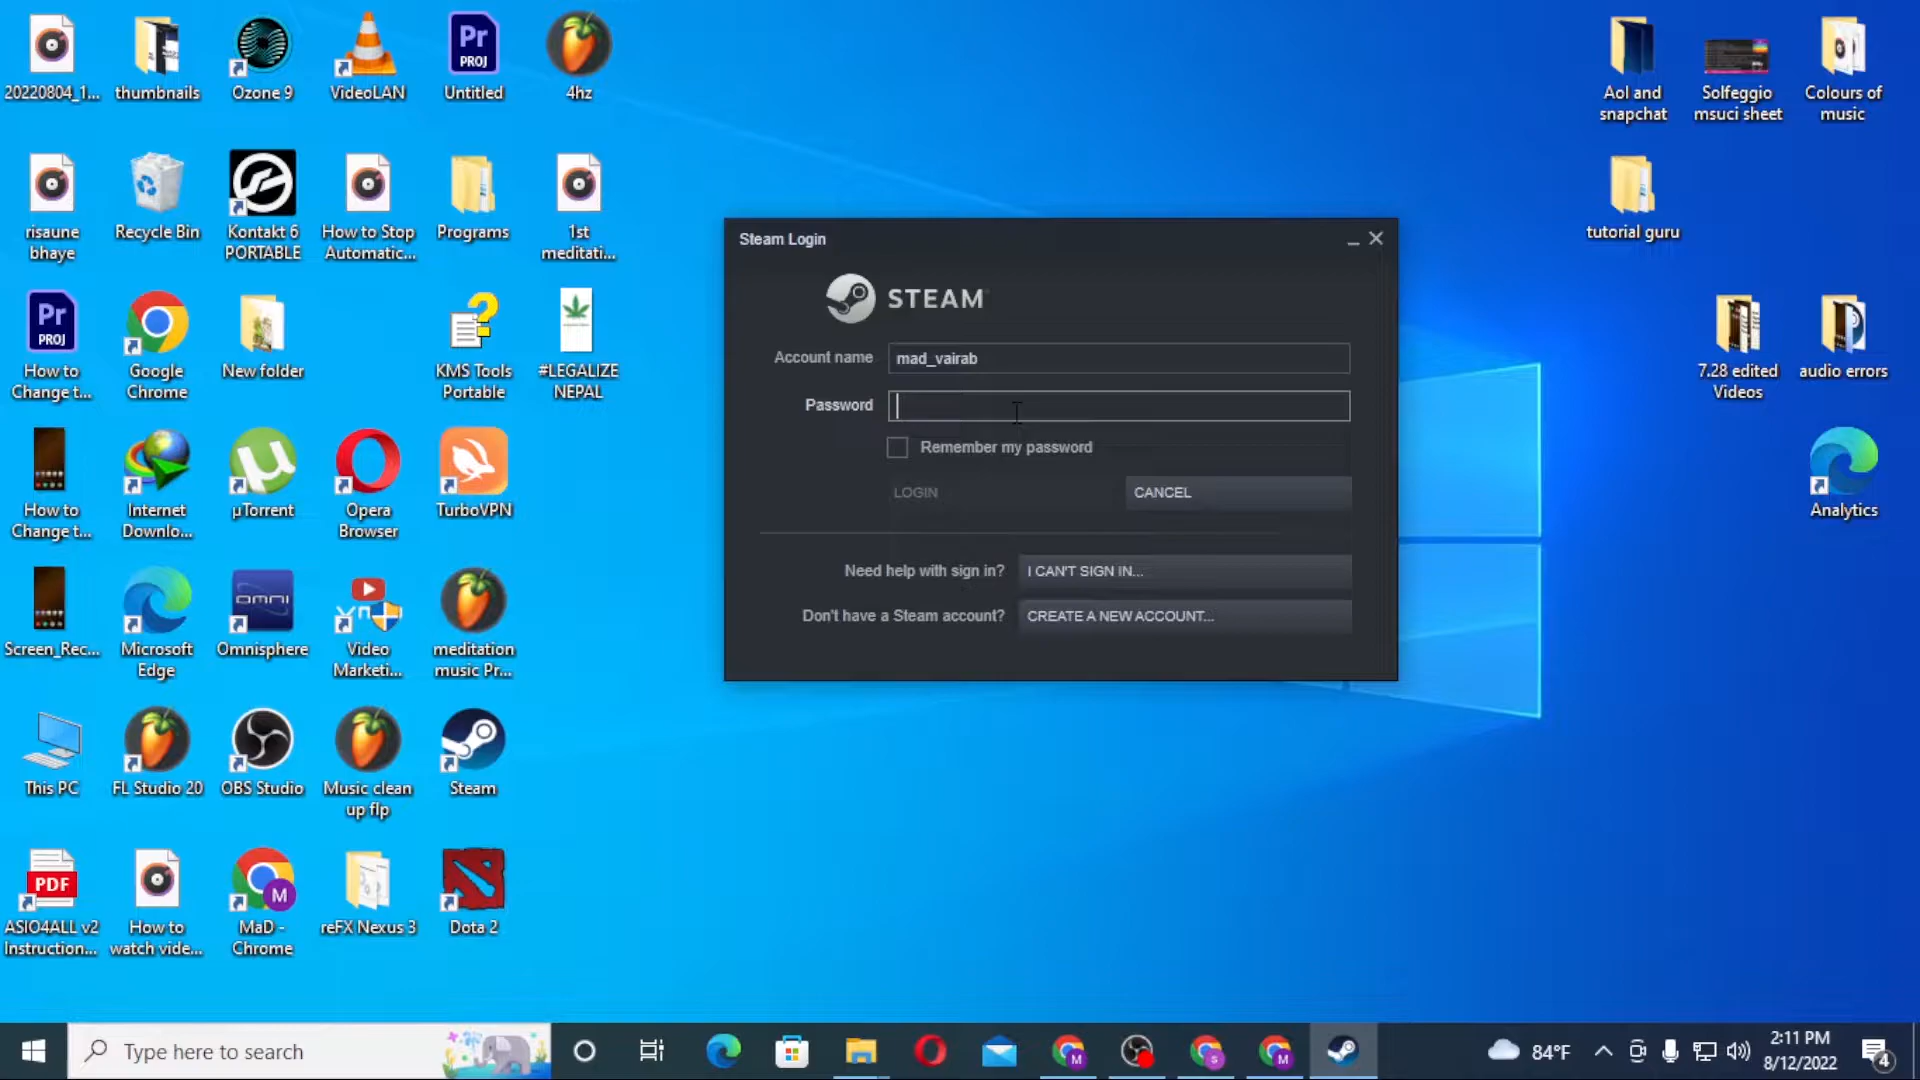 20220804_1...
thumbnails
Ozone 9
VideoLAN
Pr
PROJ
Untitled
4hz
Aol and
snapchat
Solfeggio
msuci sheet
Colours of
music
risaune
bhaye
Recycle Bin
Kontakt 6
PORTABLE
How to Stop
Automatic...
Programs
1st
meditati...
tutorial guru
Steam Login
STEAM
Account name
mad_vairab
Password
Remember my password
LOGIN
CANCEL
Need help with sign in?
I CAN'T SIGN IN...
Don't have a Steam account?
CREATE A NEW ACCOUNT...
Pr
PROJ
How to
Change t...
Google
Chrome
New folder
KMS Tools
Portable
#LEGALIZE
NEPAL
7.28 edited
Videos
audio errors
How to
Change t...
Internet
Downlo...
µTorrent
Opera
Browser
TurboVPN
Analytics
Screen_Rec...
Microsoft
Edge
OMNI
Omnisphere
Video
Marketi...
meditation
music Pr...
This PC
FL Studio 20
OBS Studio
Music clean
up flp
Steam
PDF
ASIO4ALL v2
Instruction...
How to
watch vide...
M
MaD -
Chrome
reFX Nexus 3
Dota 2
Type here to search
M
S
M
84°F
2:11 PM
8/12/2022
4